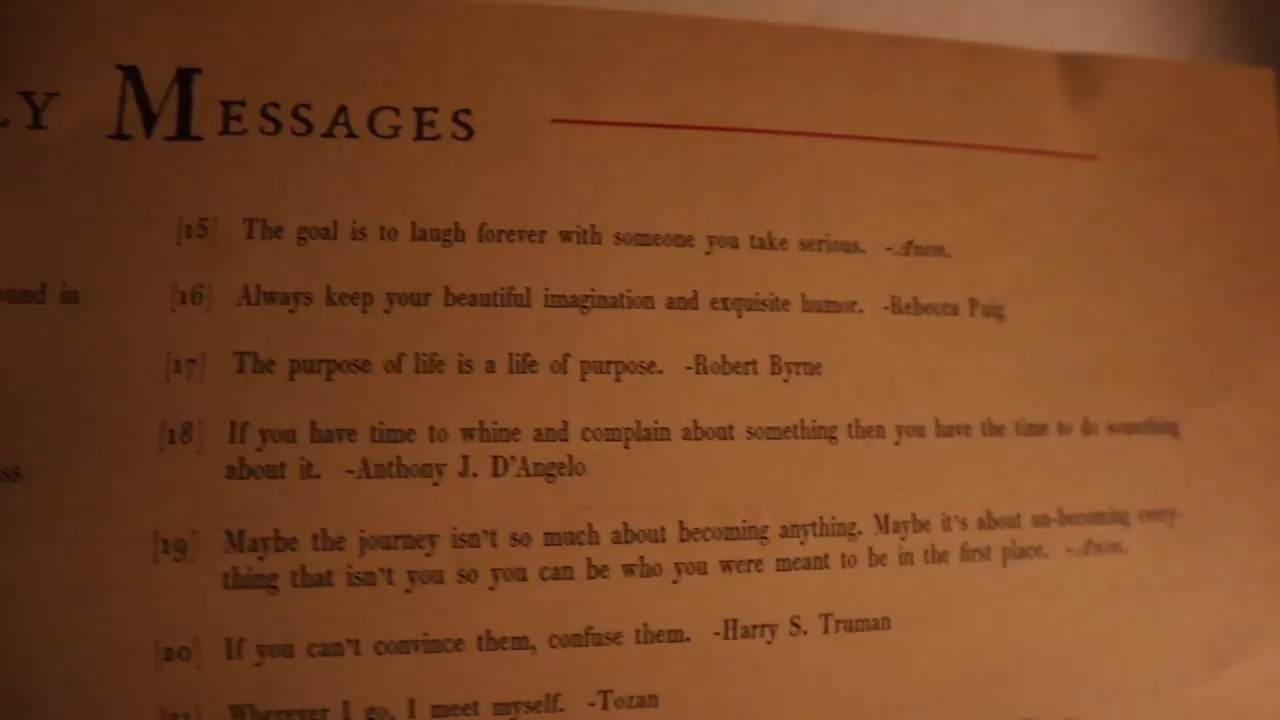 LY MESSAGES
[15] The goal is to laugh forever with someone you take serious. -Anon.
ound in
[16] Always keep your beautiful imagination and exquisite humor. -Rebecca Puig
[17] The purpose of life is a life of purpose. -Robert Byrne
[18] If you have time to whine and complain about something then you have the time to do something
about it. -Anthony J. D'Angelo
ss
[19] Maybe the journey isn't so much about becoming anything. Maybe it's about un-becoming every-
thing that isn't you so you can be who you were meant to be in the first place. -Anon.
[20] If you can't convince them, confuse them. -Harry S. Truman
[21] Wherever I go, I meet myself. -Tozan